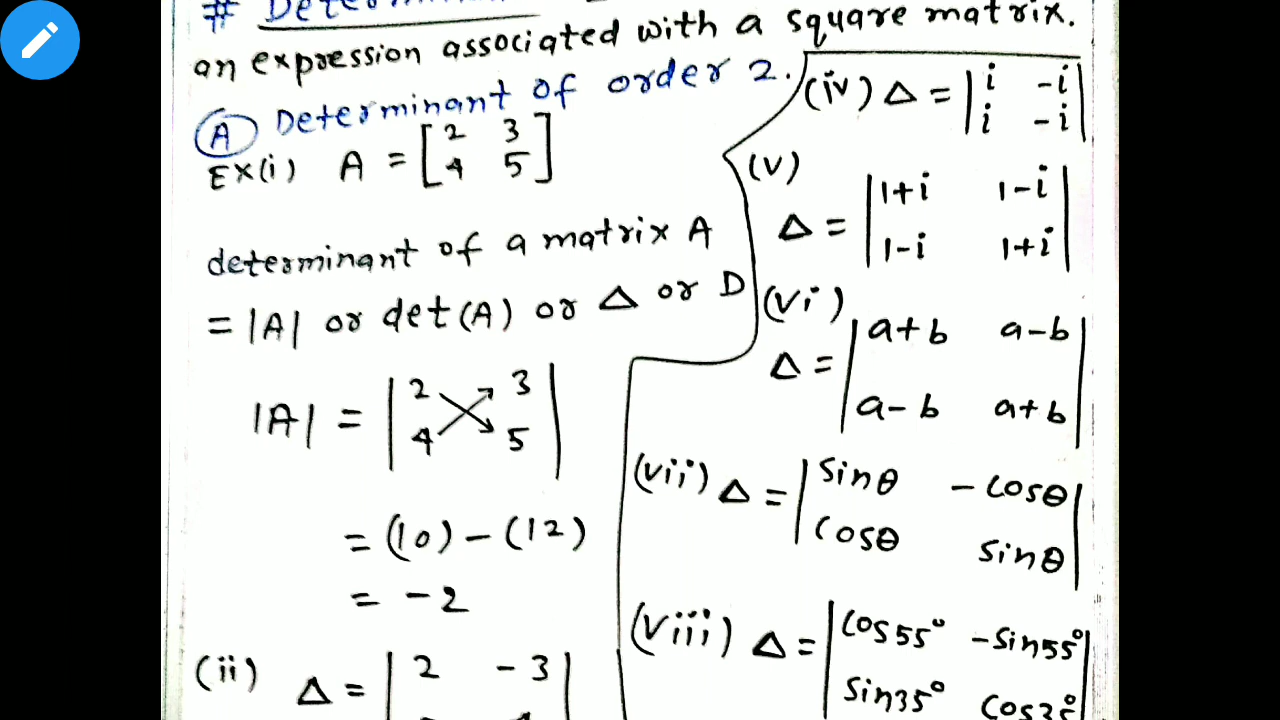 # Determinan
an expression associated with a square matrix.
(A) Determinant of order 2.
Ex(i) A = [2 3
4 5]
determinant of a matrix A
= |A| or det(A) or Δ or D
|A| = |2 3|
|4 5|
= (10) - (12)
= -2
(ii) Δ = |2 -3|
(iv) Δ = |i -i|
|i -i|
(v)
Δ = |1+i 1-i|
|1-i 1+i|
(vi)
Δ = |a+b a-b|
|a-b a+b|
(vii) Δ = |sinθ -cosθ|
|cosθ sinθ|
(viii) Δ = |cos55° -sin55°|
|sin35° cos35°